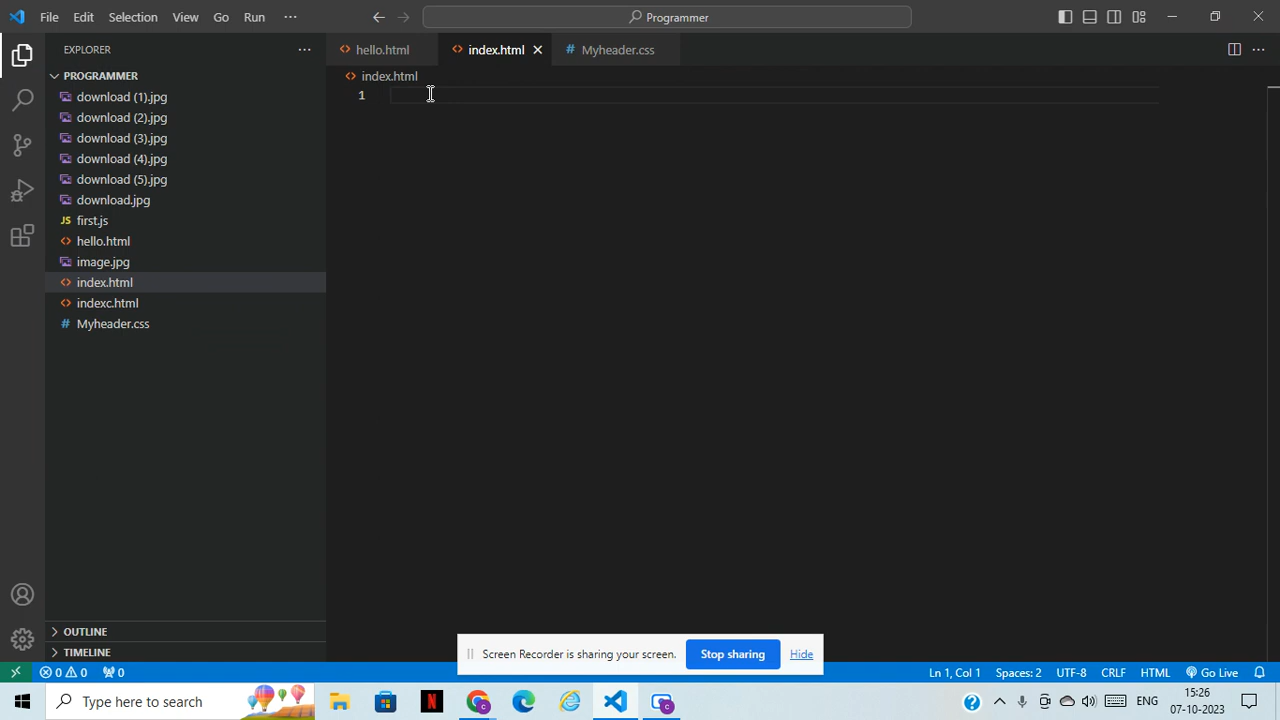 File Edit Selection View Go Run ··· Programmer
EXPLORER ···
hello.html index.html Myheader.css
PROGRAMMER
index.html
1
download (1).jpg
download (2).jpg
download (3).jpg
download (4).jpg
download (5).jpg
download.jpg
JS first.js
hello.html
image.jpg
index.html
indexc.html
# Myheader.css
OUTLINE
TIMELINE
Screen Recorder is sharing your screen. Stop sharing Hide
0 0 0 Ln 1, Col 1 Spaces: 2 UTF-8 CRLF HTML Go Live
Type here to search
ENG 15:26
07-10-2023